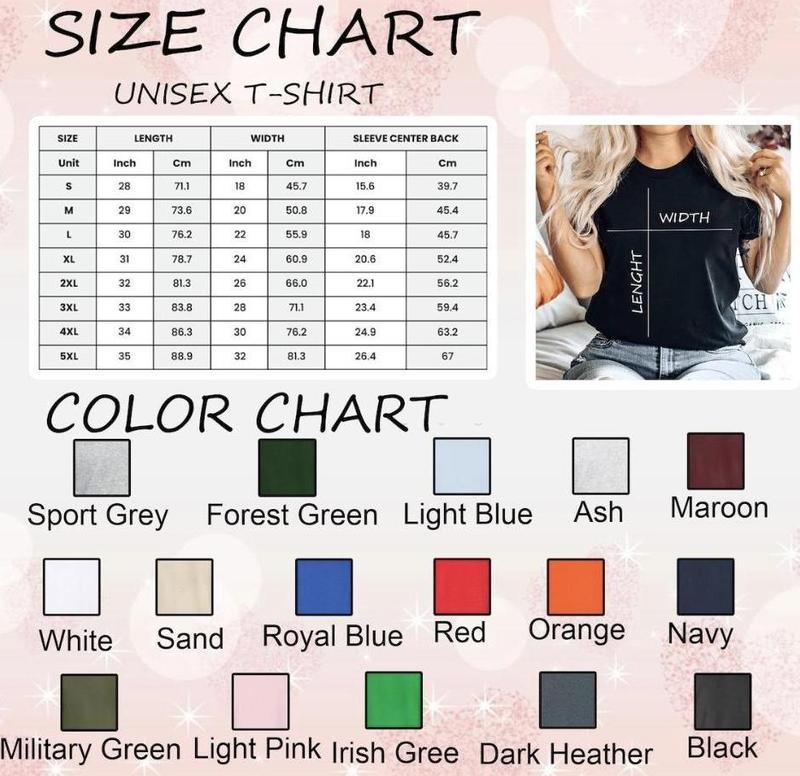 SIZE CHART
UNISEX T-SHIRT
SIZE LENGTH WIDTH SLEEVE CENTER BACK
Unit Inch Cm Inch Cm Inch Cm
S 28 71.1 18 45.7 15.6 39.7
M 29 73.6 20 50.8 17.9 45.4
L 30 76.2 22 55.9 18 45.7
XL 31 78.7 24 60.9 20.6 52.4
2XL 32 81.3 26 66.0 22.1 56.2
3XL 33 83.8 28 71.1 23.4 59.4
4XL 34 86.3 30 76.2 24.9 63.2
5XL 35 88.9 32 81.3 26.4 67
WIDTH
LENGHT
COLOR CHART
Sport Grey Forest Green Light Blue Ash Maroon
White Sand Royal Blue Red Orange Navy
Military Green Light Pink Irish Gree Dark Heather Black